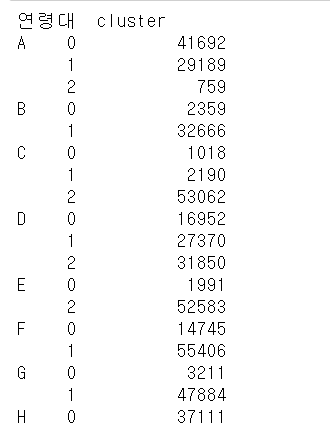 연령대 cluster
A 0 41692
1 29189
2 759
B 0 2359
1 32666
C 0 1018
1 2190
2 53062
D 0 16952
1 27370
2 31850
E 0 1991
2 52583
F 0 14745
1 55406
G 0 3211
1 47884
H 0 37111